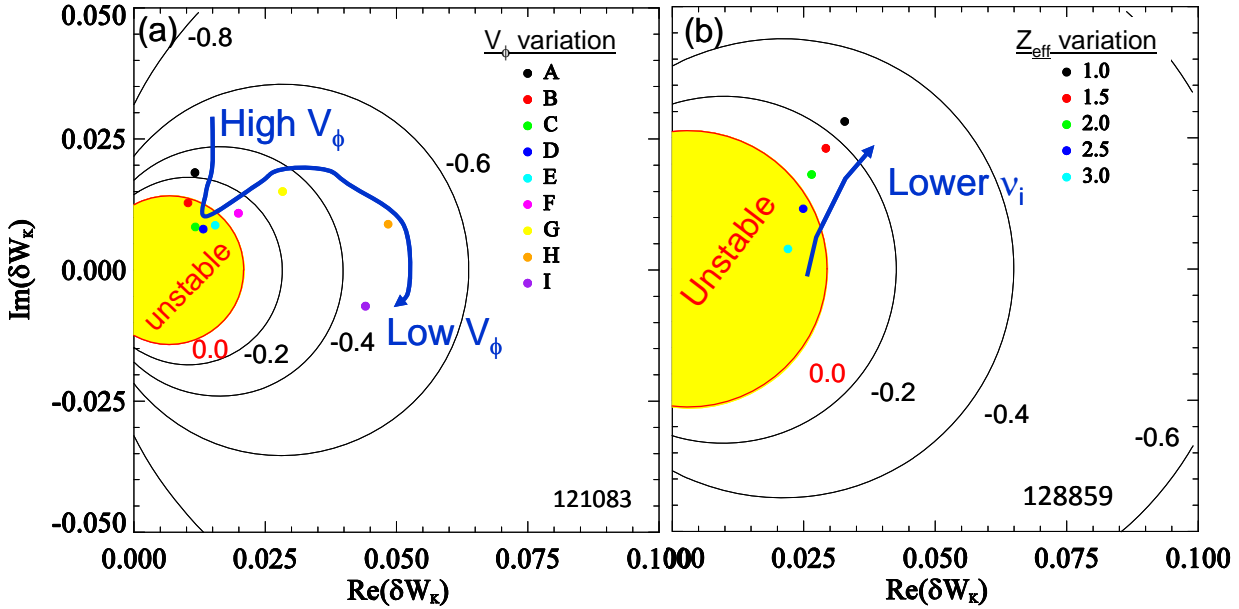 (a)
V_ϕ variation
A
B
C
D
E
F
G
H
I
High V_ϕ
Low V_ϕ
unstable
-0.8
-0.6
-0.4
-0.2
0.0
121083
0.050
0.025
0.000
-0.025
-0.050
Im(δW_K)
0.000
0.025
0.050
0.075
0.100
Re(δW_K)
(b)
Z_eff variation
1.0
1.5
2.0
2.5
3.0
Lower ν_i
Unstable
0.0
-0.2
-0.4
-0.6
128859
0.025
0.050
0.075
0.100
Re(δW_K)